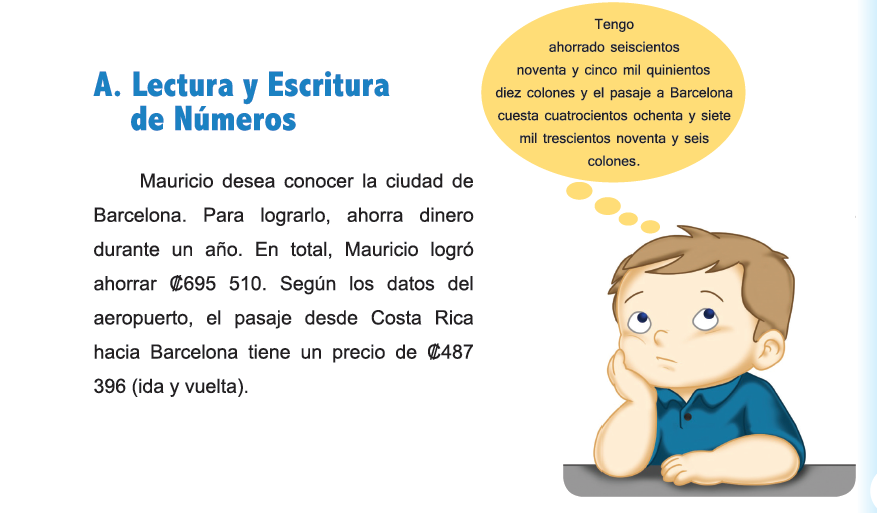 A. Lectura y Escritura
de Números
Mauricio desea conocer la ciudad de
Barcelona. Para lograrlo, ahorra dinero
durante un año. En total, Mauricio logró
ahorrar ₡695 510. Según los datos del
aeropuerto, el pasaje desde Costa Rica
hacia Barcelona tiene un precio de ₡487
396 (ida y vuelta).
Tengo
ahorrado seiscientos
noventa y cinco mil quinientos
diez colones y el pasaje a Barcelona
cuesta cuatrocientos ochenta y siete
mil trescientos noventa y seis
colones.